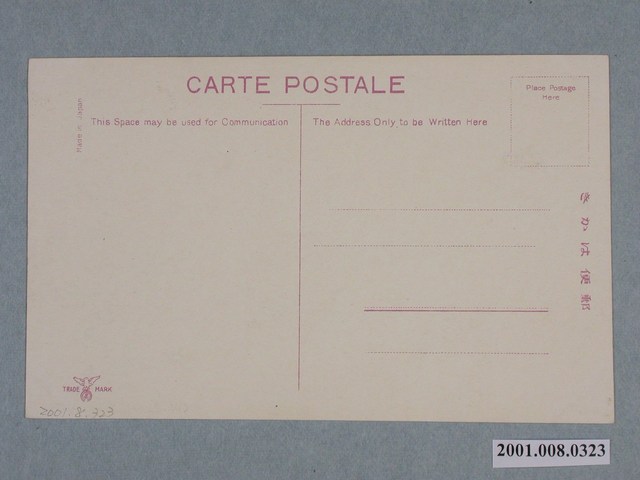 CARTE POSTALE
Place Postage
Here
Made in Japan
This Space may be used for Communication
The Address Only to be Written Here
きかは便郵
TRADE MARK
2001.8.323
2001.008.0323